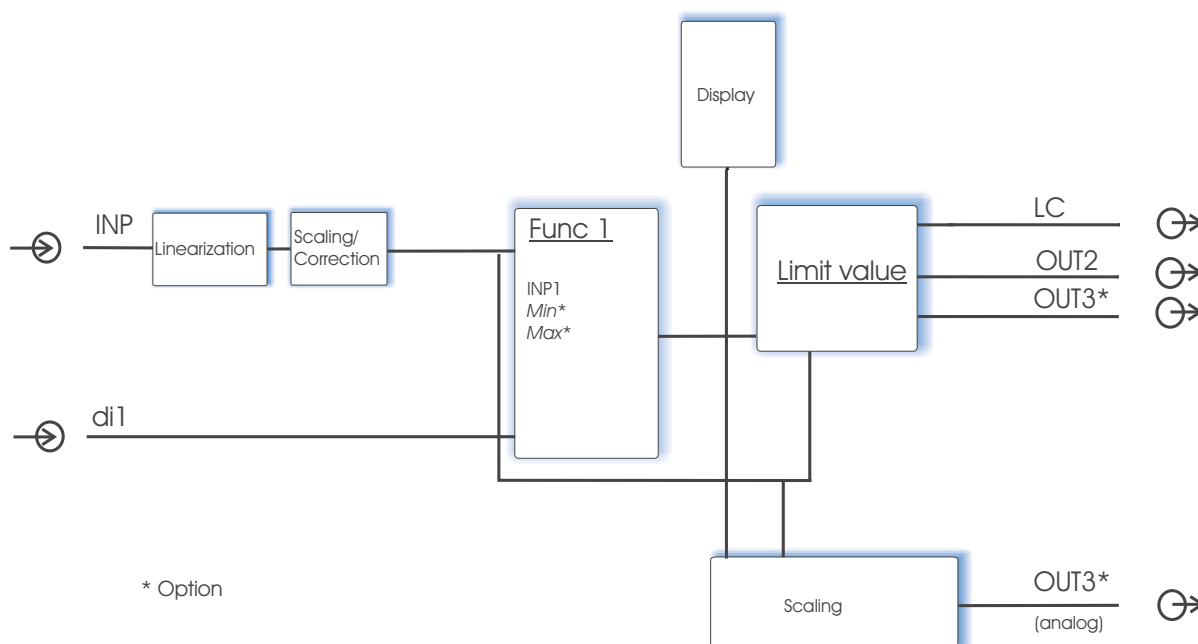 Display
INP
Linearization
Scaling/
Correction
Func 1
INP1
Min*
Max*
Limit value
LC
OUT2
OUT3*
di1
* Option
Scaling
OUT3*
(analog)